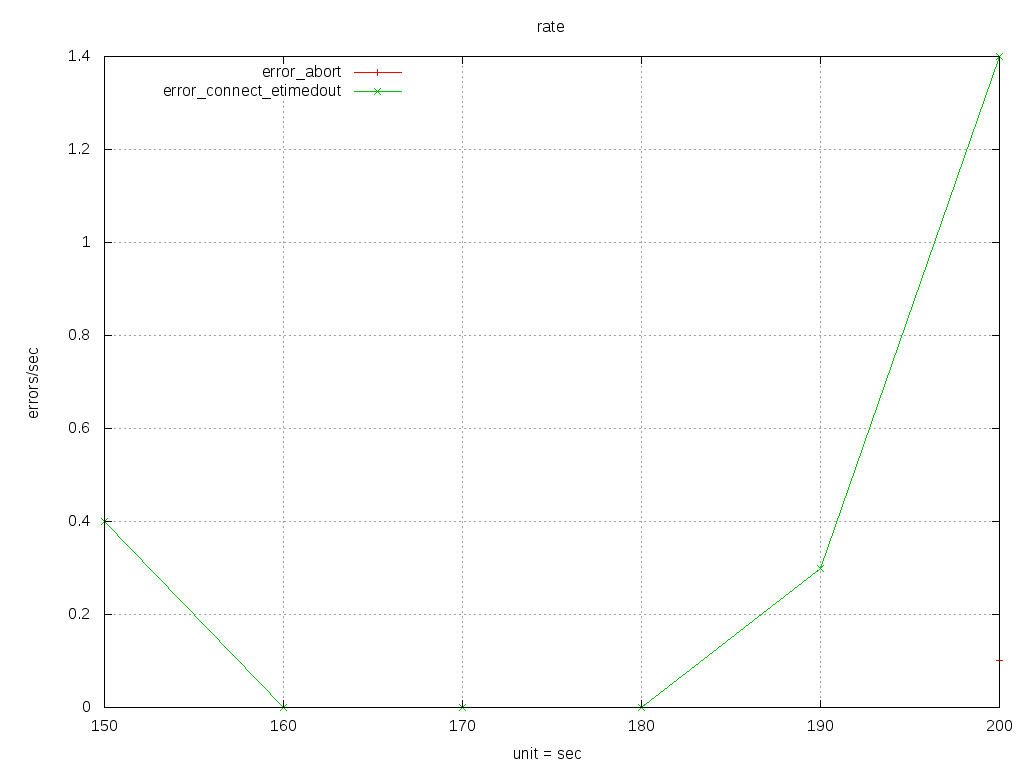 rate
1.4
1.2
1
0.8
0.6
0.4
0.2
0
errors/sec
error_abort
error_connect_etimedout
150 160 170 180 190 200
unit = sec